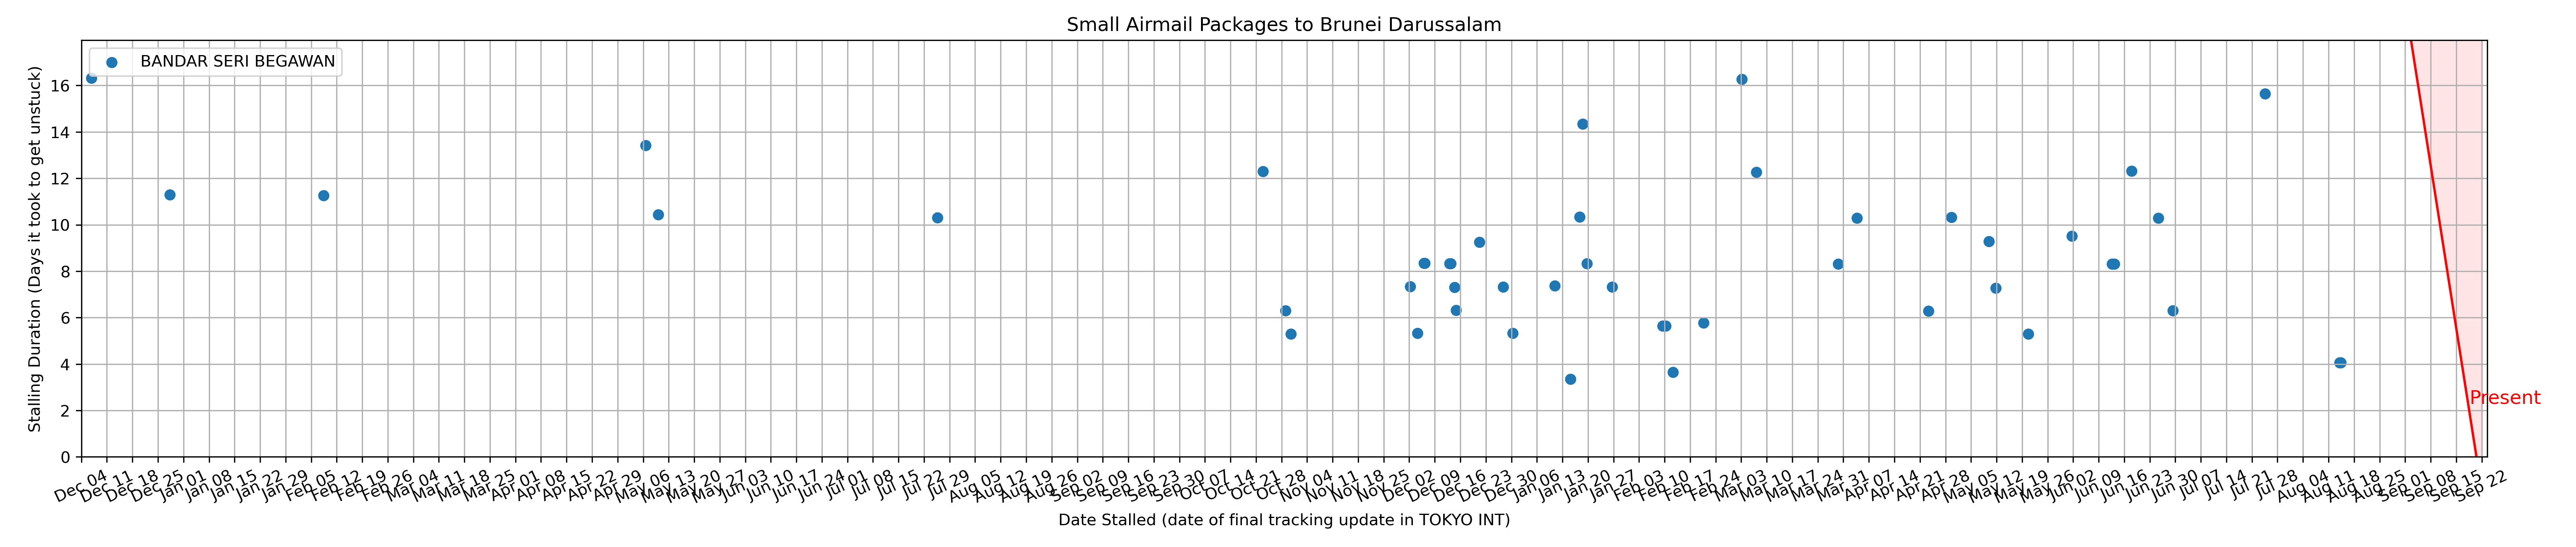 Small Airmail Packages to Brunei Darussalam
BANDAR SERI BEGAWAN
Stalling Duration (Days it took to get unstuck)
16
14
12
10
8
6
4
2
0
Present
Dec 04
Dec 11
Dec 18
Dec 25
Jan 01
Jan 08
Jan 15
Jan 22
Jan 29
Feb 05
Feb 12
Feb 19
Feb 26
Mar 04
Mar 11
Mar 18
Mar 25
Apr 01
Apr 08
Apr 15
Apr 22
Apr 29
May 06
May 13
May 20
May 27
Jun 03
Jun 10
Jun 17
Jun 24
Jul 01
Jul 08
Jul 15
Jul 22
Jul 29
Aug 05
Aug 12
Aug 19
Aug 26
Sep 02
Sep 09
Sep 16
Sep 23
Sep 30
Oct 07
Oct 14
Oct 21
Oct 28
Nov 04
Nov 11
Nov 18
Nov 25
Dec 02
Dec 09
Dec 16
Dec 23
Dec 30
Jan 06
Jan 13
Jan 20
Jan 27
Feb 03
Feb 10
Feb 17
Feb 24
Mar 03
Mar 10
Mar 17
Mar 24
Mar 31
Apr 07
Apr 14
Apr 21
Apr 28
May 05
May 12
May 19
May 26
Jun 02
Jun 09
Jun 16
Jun 23
Jun 30
Jul 07
Jul 14
Jul 21
Jul 28
Aug 04
Aug 11
Aug 18
Aug 25
Sep 01
Sep 08
Sep 15
Sep 22
Date Stalled (date of final tracking update in TOKYO INT)